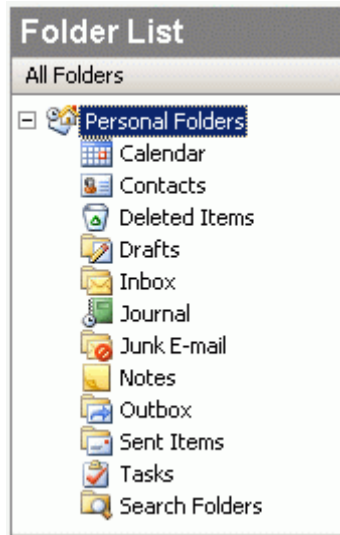 Folder List
All Folders
Personal Folders
Calendar
Contacts
Deleted Items
Drafts
Inbox
Journal
Junk E-mail
Notes
Outbox
Sent Items
Tasks
Search Folders